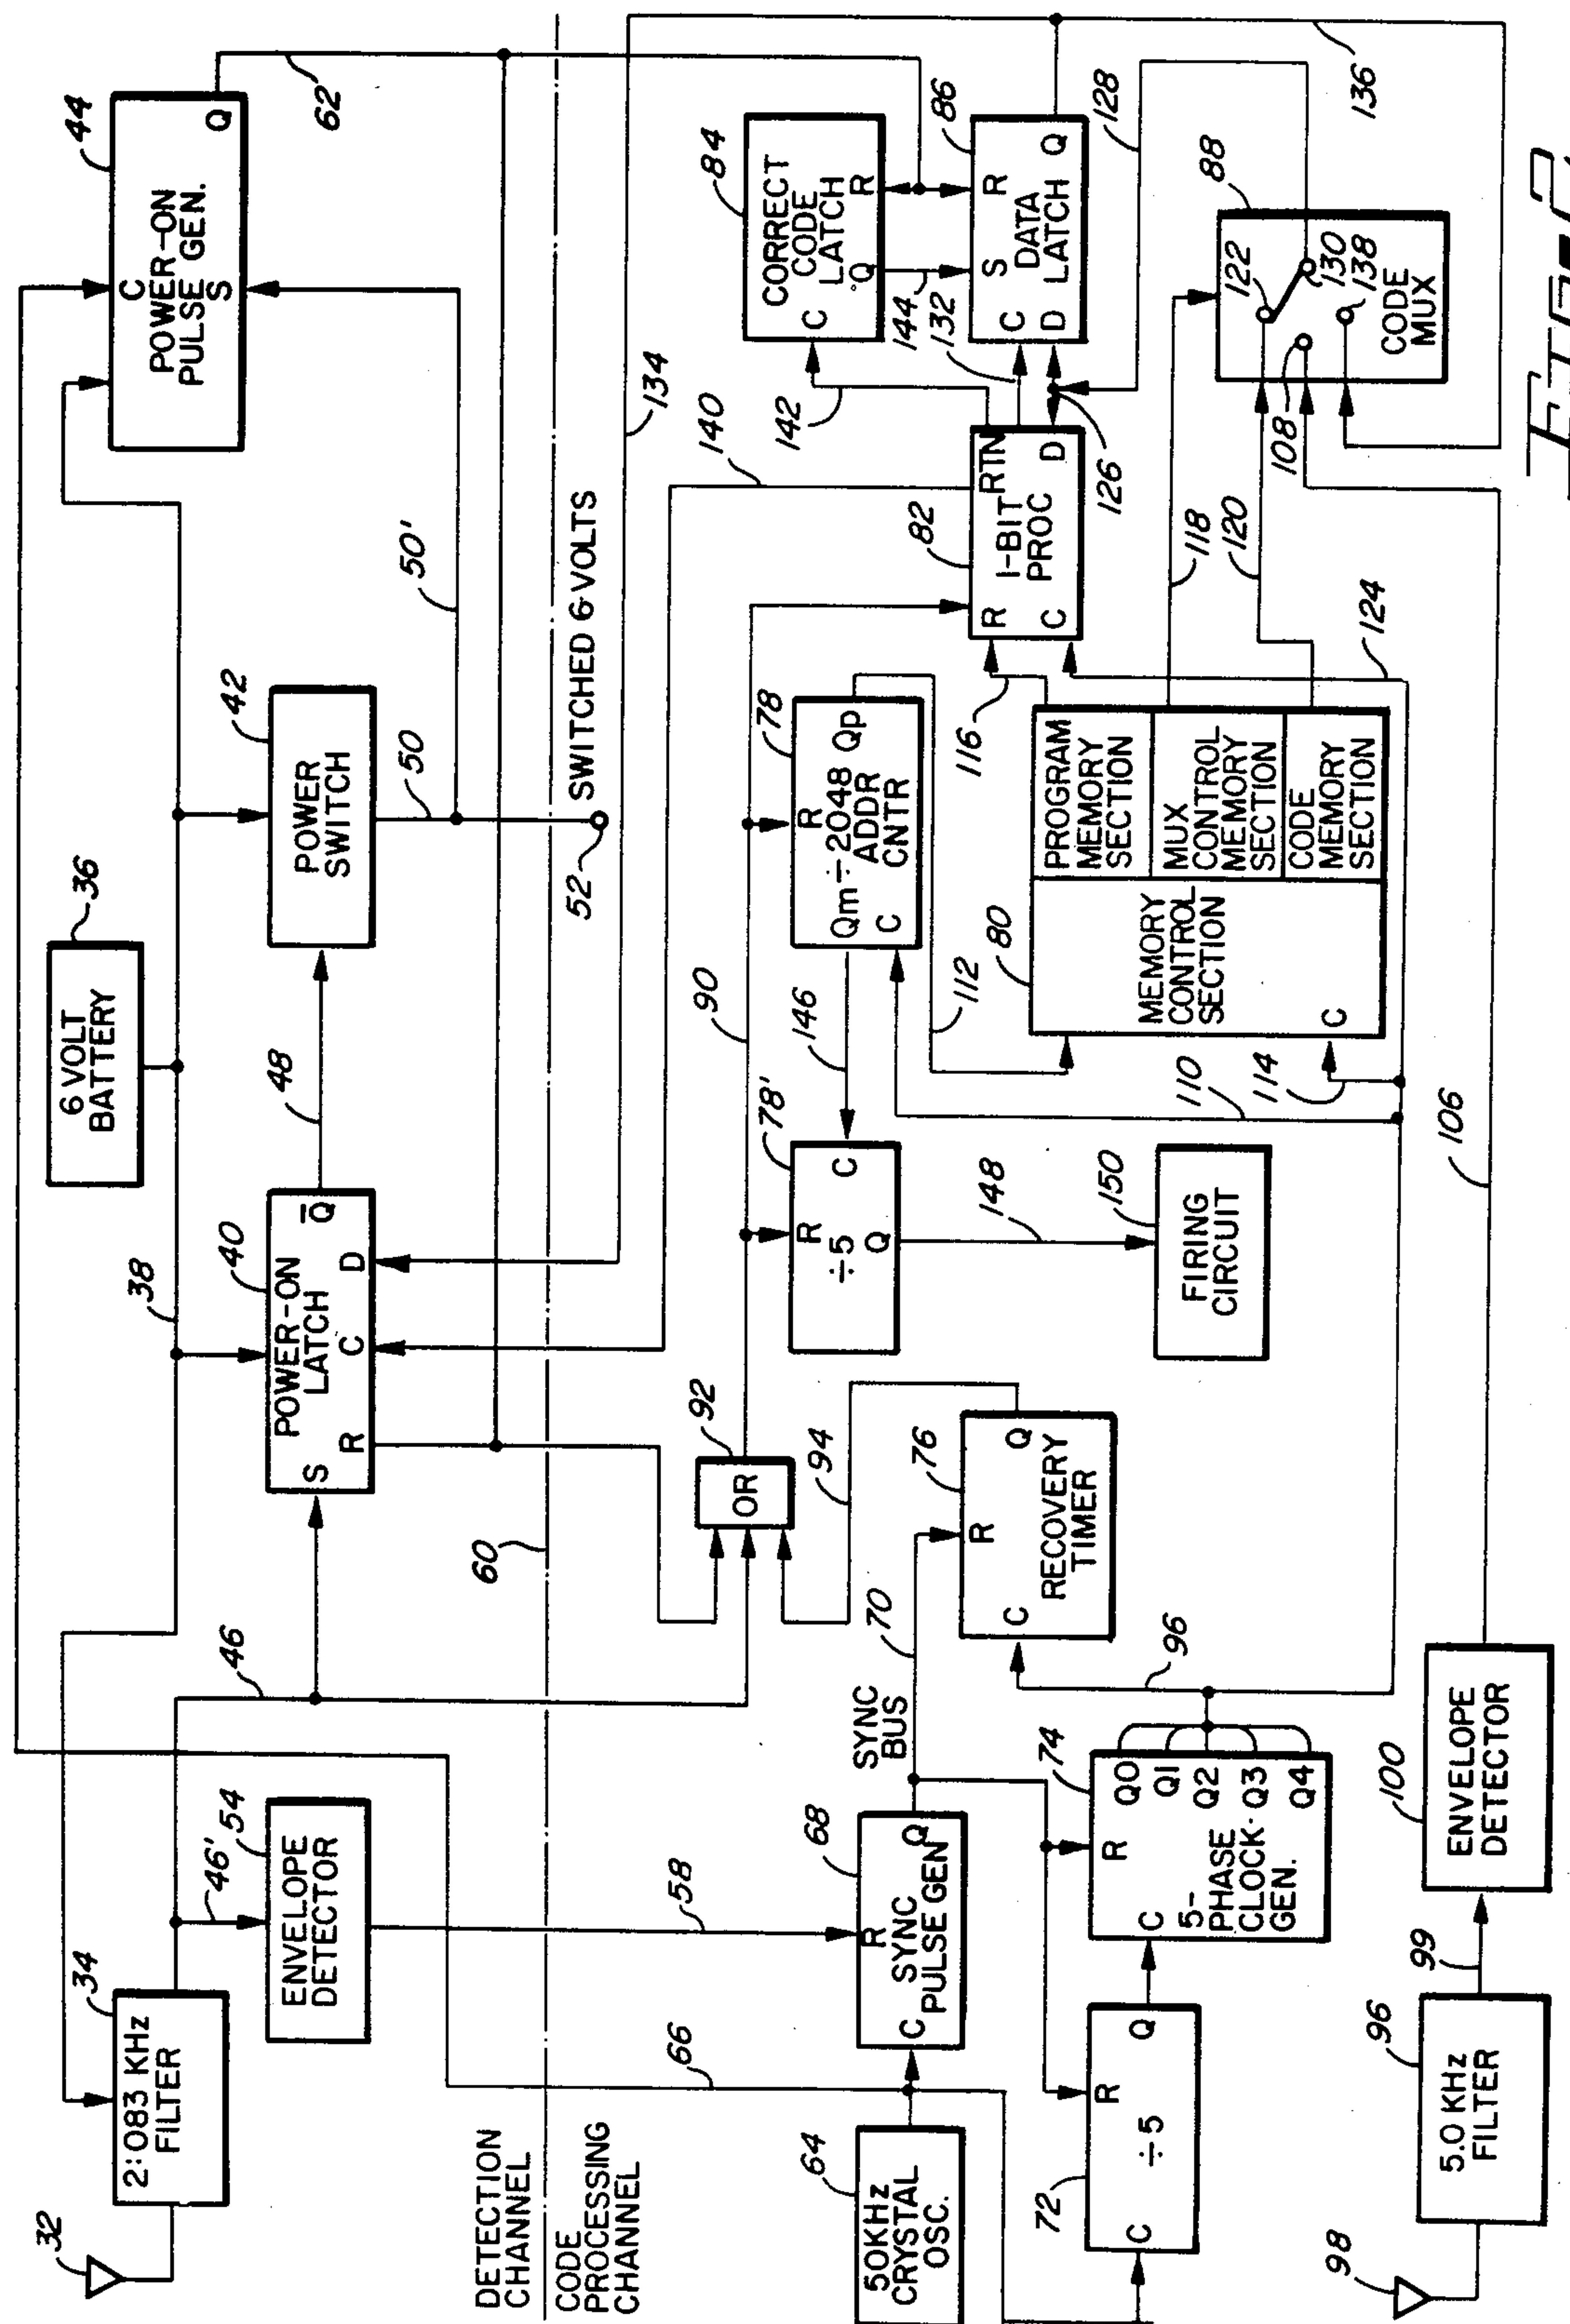 32
34
2:083 KHz
FILTER
46'
54
ENVELOPE
DETECTOR
46
38
36
6 VOLT
BATTERY
40
POWER-ON
LATCH
S
R
C
D
Q̅
48
42
POWER
SWITCH
50
50'
52
SWITCHED 6-VOLTS
44
POWER-ON
PULSE GEN.
C
S
Q
62
DETECTION
CHANNEL
60
CODE
PROCESSING
CHANNEL
58
134
64
50KHz
CRYSTAL
OSC.
66
68
R
C SYNC
PULSE GEN
Q
SYNC
BUS
70
72
C
÷5
R
Q
74
R
C
5-
PHASE
CLOCK
GEN.
Q0
Q1
Q2
Q3
Q4
96
76
R
C
RECOVERY
TIMER
Q
94
92
OR
90
78'
R
÷5
C
Q
146
148
150
FIRING
CIRCUIT
78
R
Qm ÷2048 Qp
ADDR
CNTR
C
110
112
114
80
MEMORY
CONTROL
SECTION
C
PROGRAM
MEMORY
SECTION
MUX
CONTROL
MEMORY
SECTION
CODE
MEMORY
SECTION
116
118
120
124
82
R
1-BIT
PROC
C
RTN
D
140
142
126
84
CORRECT
CODE
LATCH
C
Q
R
144
132
86
C
S
R
DATA
LATCH
D
Q
128
136
88
122
130
138
108
CODE
MUX
98
96
5.0 KHz
FILTER
99
100
ENVELOPE
DETECTOR
106